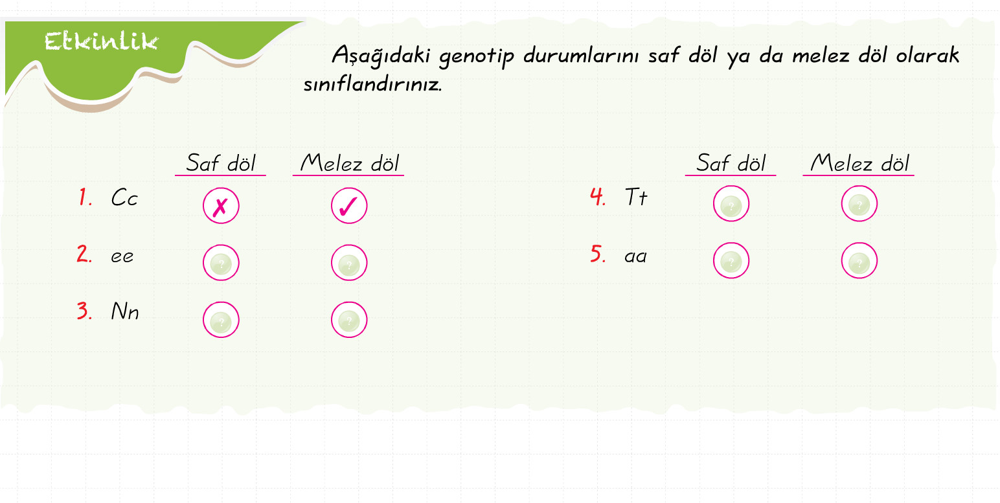 Etkinlik
Aşağıdaki genotip durumlarını saf döl ya da melez döl olarak
sınıflandırınız.
Saf döl Melez döl
1. Cc ✗ ✓
2. ee ? ?
3. Nn ? ?
Saf döl Melez döl
4. Tt ? ?
5. aa ? ?